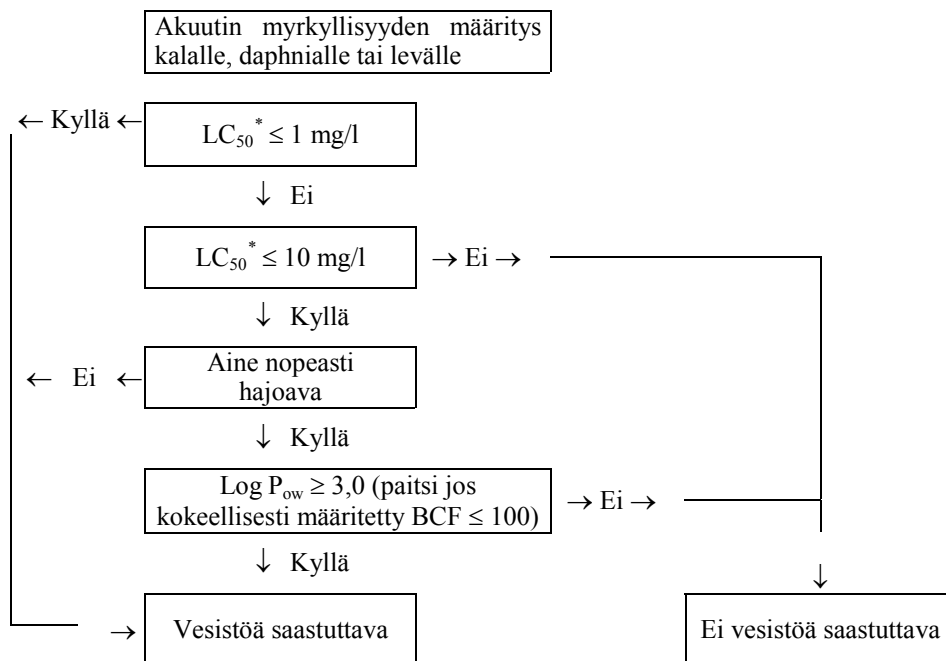 Akuutin myrkyllisyyden määritys
kalalle, daphnialle tai levälle
← Kyllä ←
LC₅₀* ≤ 1 mg/l
↓ Ei
LC₅₀* ≤ 10 mg/l
→ Ei →
↓ Kyllä
← Ei ←
Aine nopeasti
hajoava
↓ Kyllä
Log P_ow ≥ 3,0 (paitsi jos
kokeellisesti määritetty BCF ≤ 100)
→ Ei →
↓ Kyllä
↓
→
Vesistöä saastuttava
Ei vesistöä saastuttava